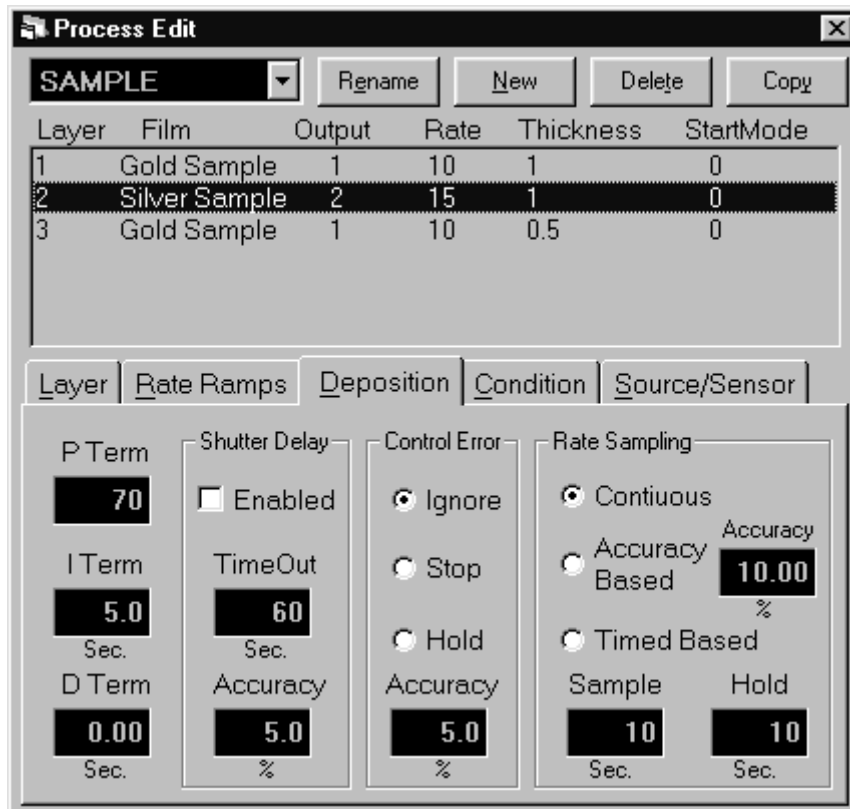 Process Edit
SAMPLE Rename New Delete Copy
Layer Film Output Rate Thickness StartMode
1 Gold Sample 1 10 1 0
2 Silver Sample 2 15 1 0
3 Gold Sample 1 10 0.5 0
Layer Rate Ramps Deposition Condition Source/Sensor
P Term
70
I Term
5.0
Sec.
D Term
0.00
Sec.
Shutter Delay
Enabled
TimeOut
60
Sec.
Accuracy
5.0
%
Control Error
Ignore
Stop
Hold
Accuracy
5.0
%
Rate Sampling
Contiuous
Accuracy
Based
Accuracy
10.00
%
Timed Based
Sample
10
Sec.
Hold
10
Sec.